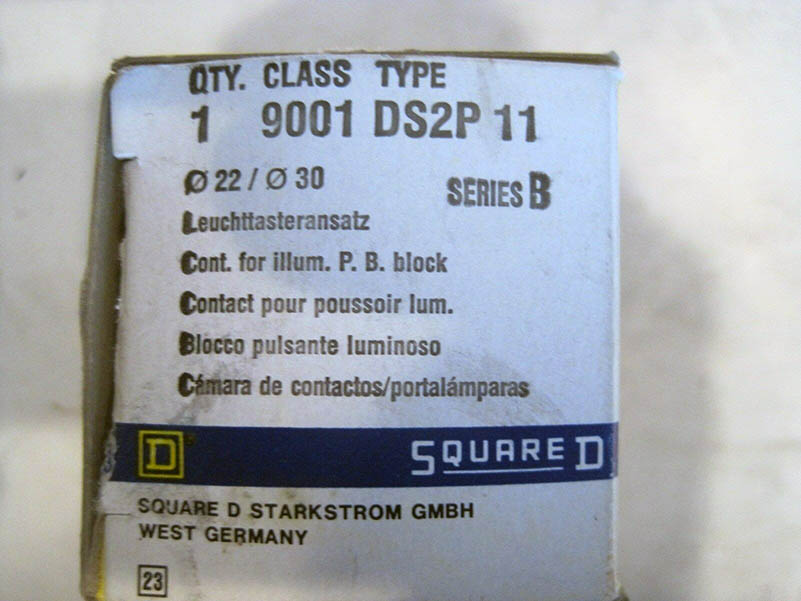 QTY. CLASS TYPE
1 9001 DS2P 11
Ø 22 / Ø 30
SERIES B
Leuchttasteransatz
Cont. for illum. P. B. block
Contact pour poussoir lum.
Blocco pulsante luminoso
Cámara de contactos/portalámparas
D ®
SQUARE D
SQUARE D STARKSTROM GMBH
WEST GERMANY
23